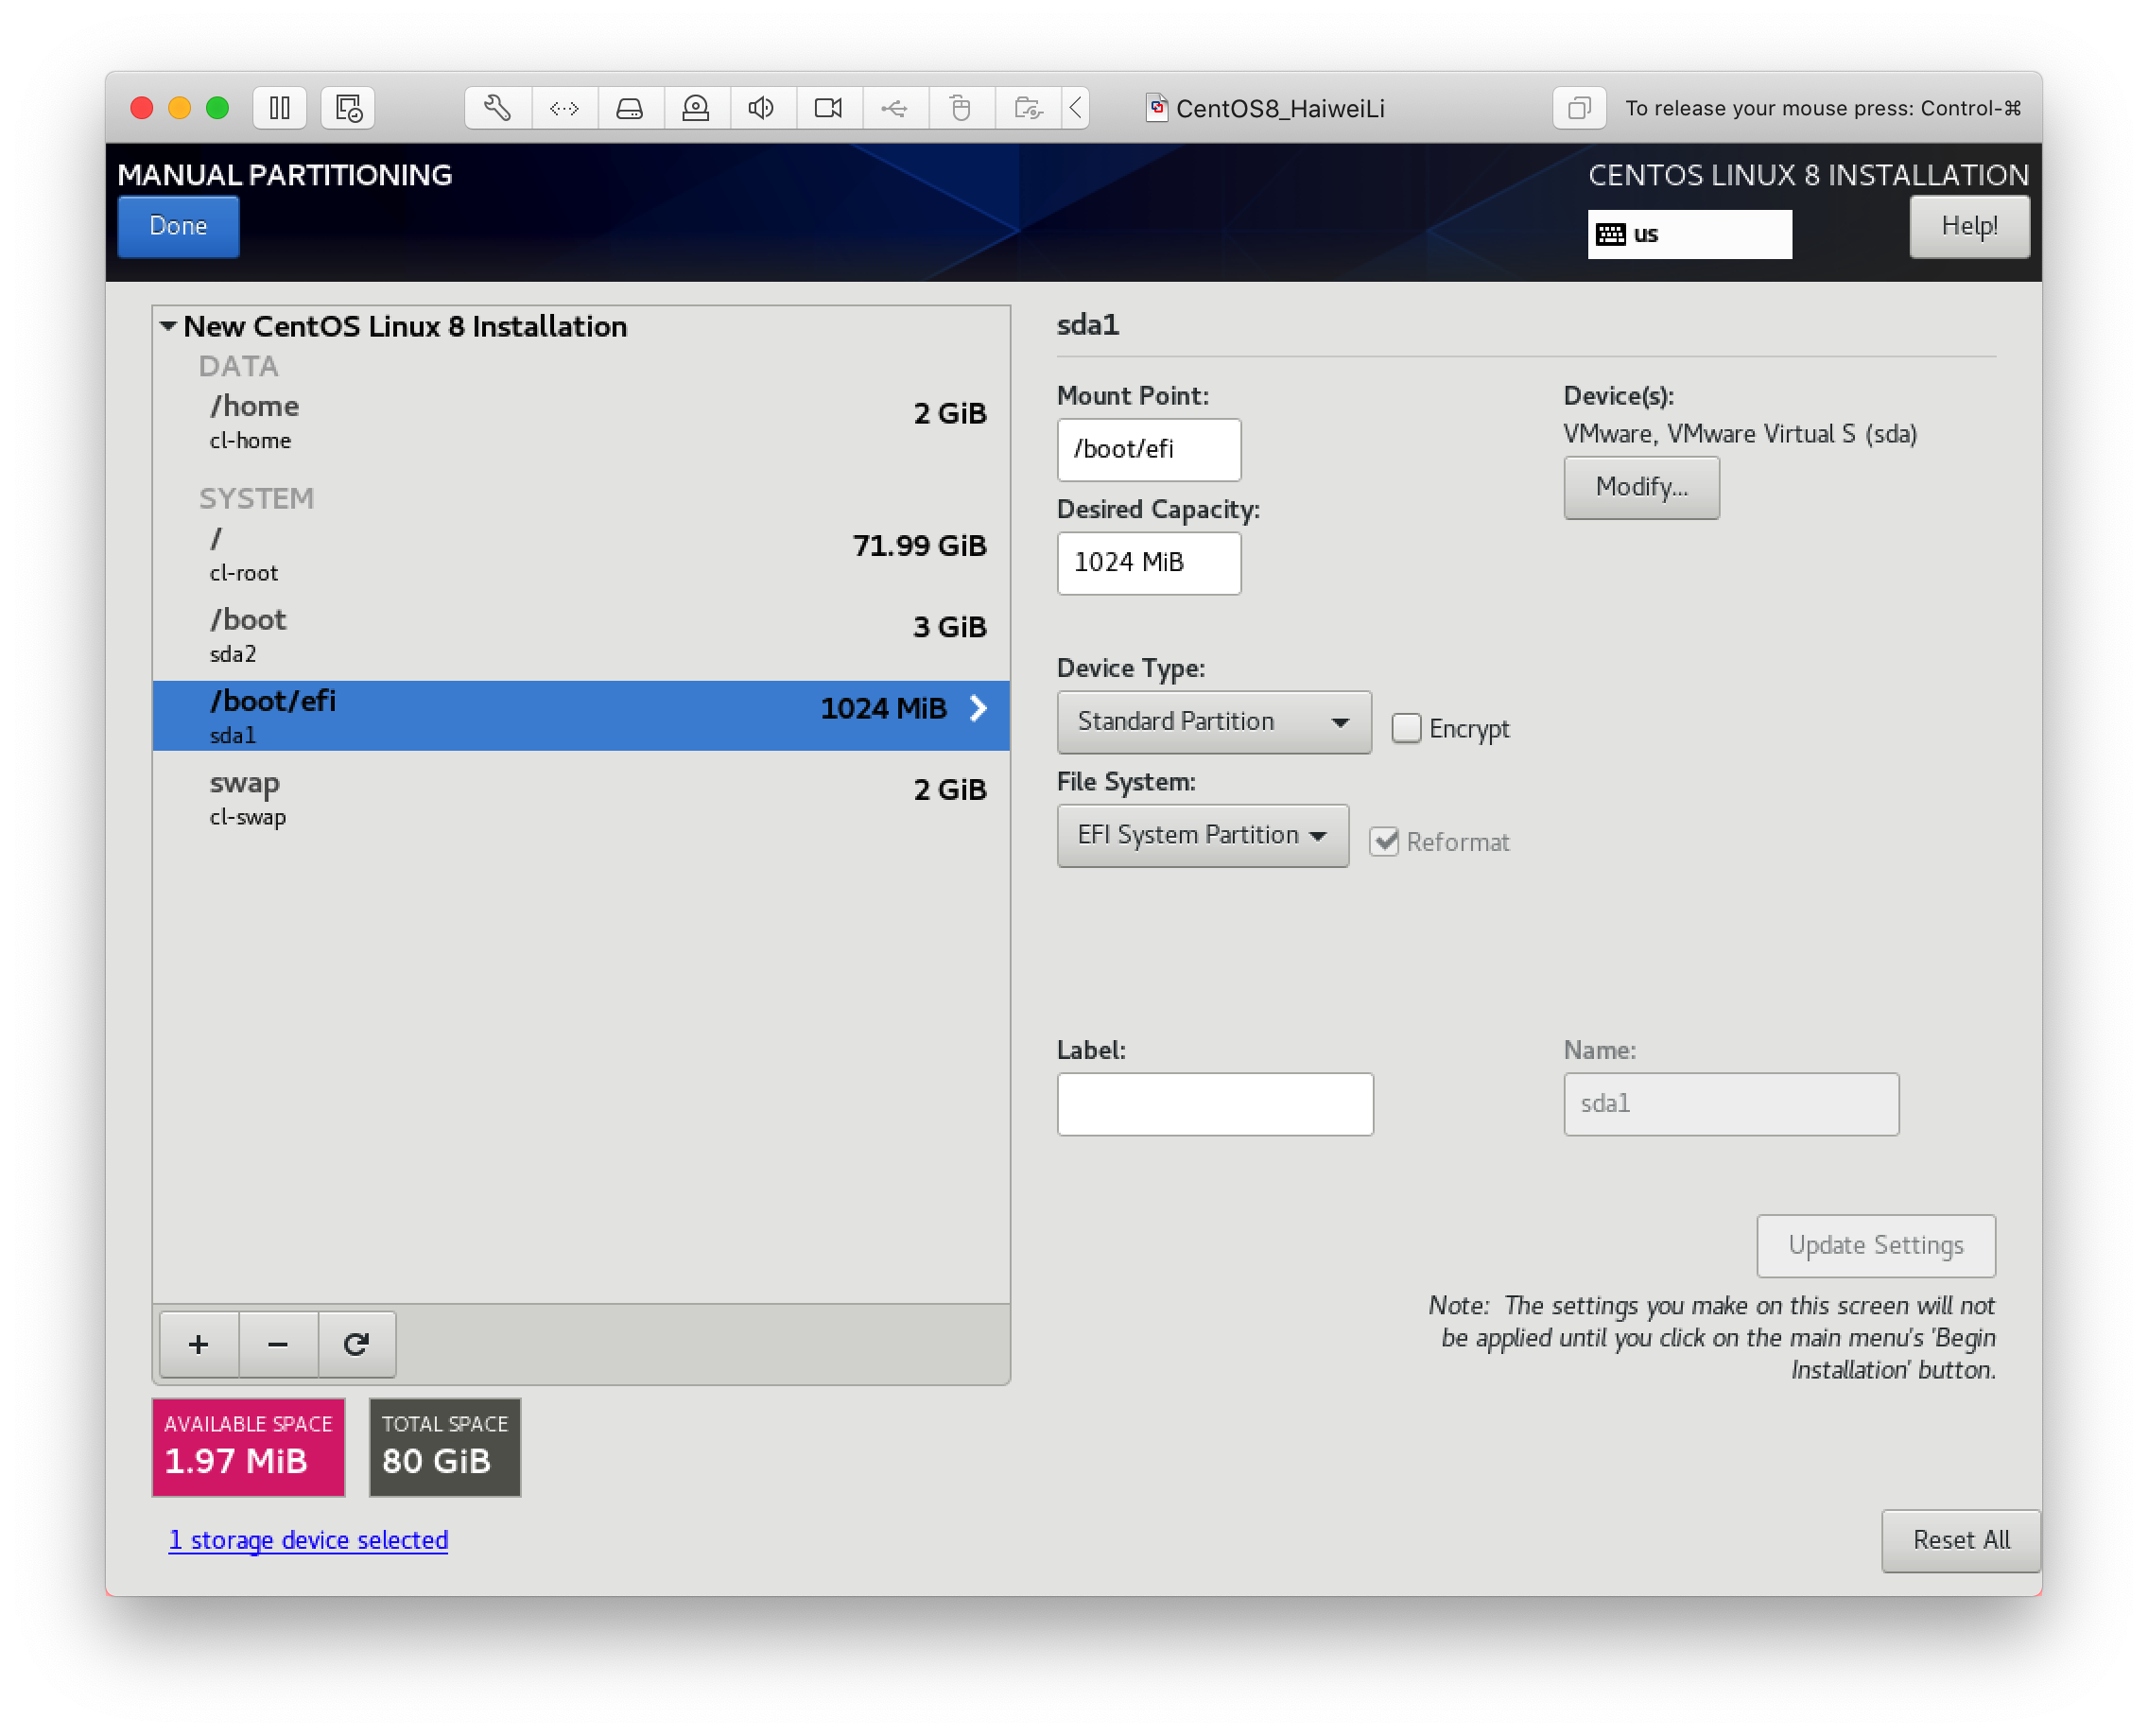 CentOS8_HaiweiLi
To release your mouse press: Control-⌘
MANUAL PARTITIONING
CENTOS LINUX 8 INSTALLATION
Done
us
Help!
New CentOS Linux 8 Installation
DATA
/home
2 GiB
cl-home
SYSTEM
/
71.99 GiB
cl-root
/boot
3 GiB
sda2
/boot/efi
1024 MiB
sda1
swap
2 GiB
cl-swap
+ −
AVAILABLE SPACE
1.97 MiB
TOTAL SPACE
80 GiB
1 storage device selected
sda1
Mount Point:
/boot/efi
Device(s):
VMware, VMware Virtual S (sda)
Modify...
Desired Capacity:
1024 MiB
Device Type:
Standard Partition
Encrypt
File System:
EFI System Partition
Reformat
Label:
Name:
sda1
Update Settings
Note: The settings you make on this screen will not
be applied until you click on the main menu's 'Begin
Installation' button.
Reset All